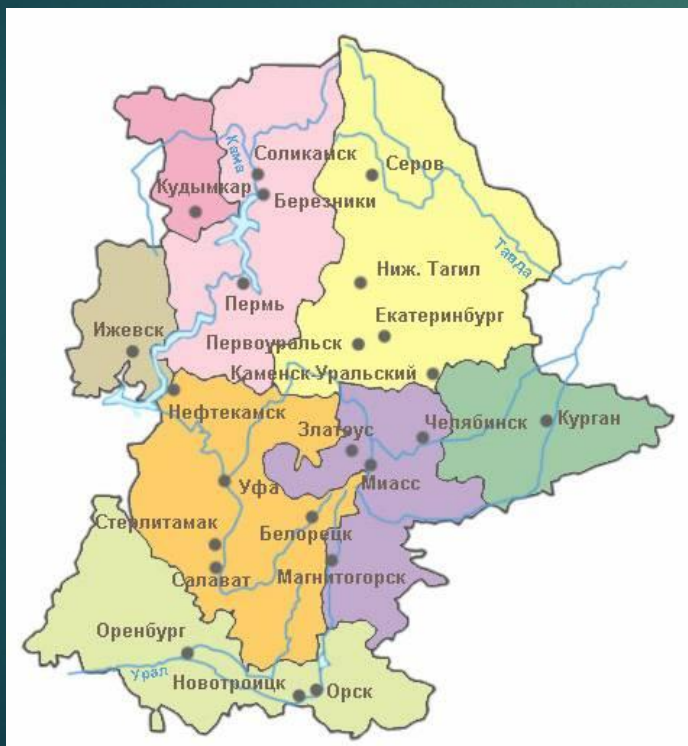 Кама
Соликамск
Серов
Кудымкар
Березники
Тавда
Ниж. Тагил
Пермь
Екатеринбург
Ижевск
Первоуральск
Каменск-Уральский
Нефтекамск
Златоус
Челябинск
Курган
Уфа
Миасс
Стерлитамак
Белорецк
Салават
Магнитогорск
Оренбург
Урал
Новотроицк
Орск